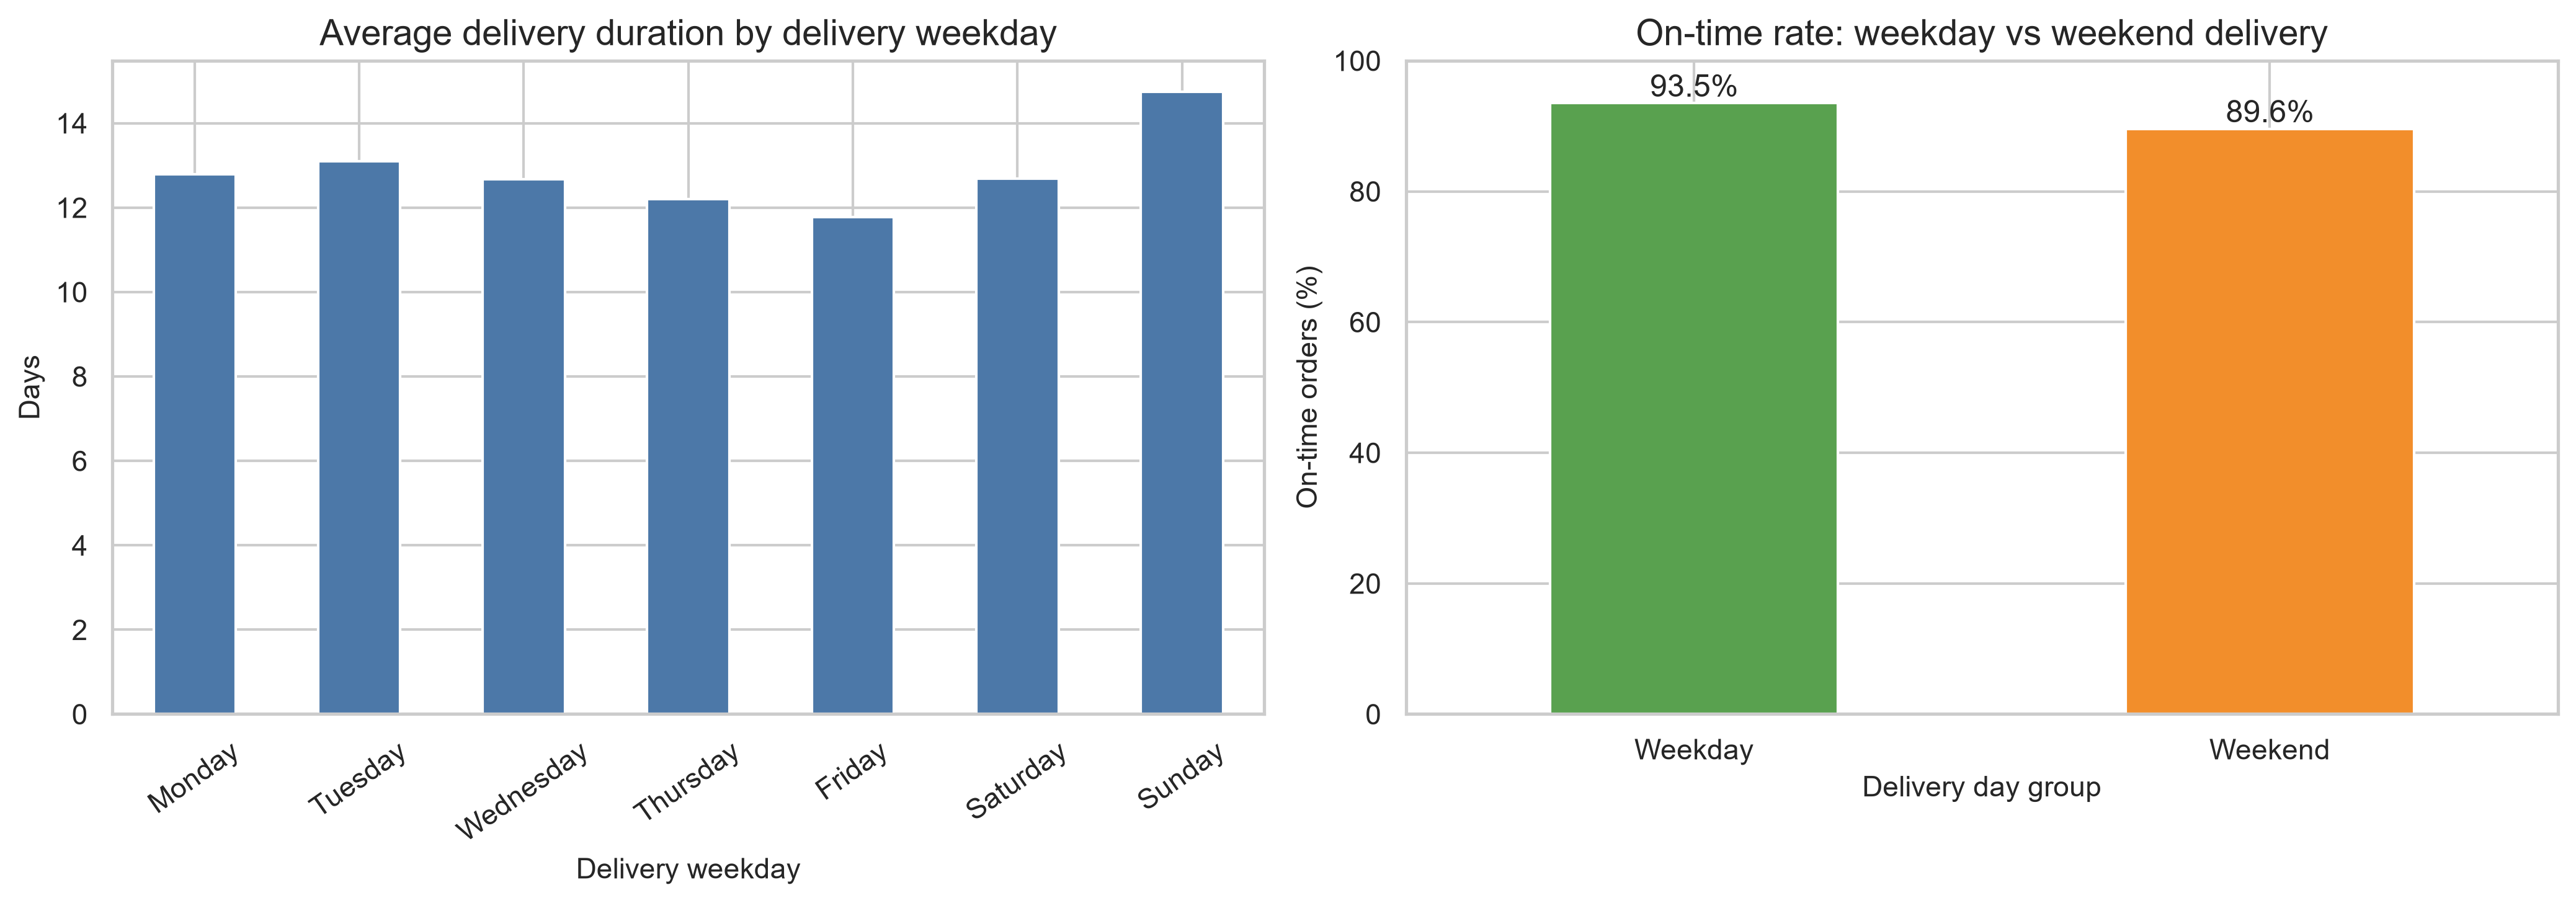 Average delivery duration by delivery weekday
14
12
10
8
6
4
2
0
Days
Monday
Tuesday
Wednesday
Thursday
Friday
Saturday
Sunday
Delivery weekday
On-time rate: weekday vs weekend delivery
100
80
60
40
20
0
On-time orders (%)
93.5%
89.6%
Weekday
Weekend
Delivery day group